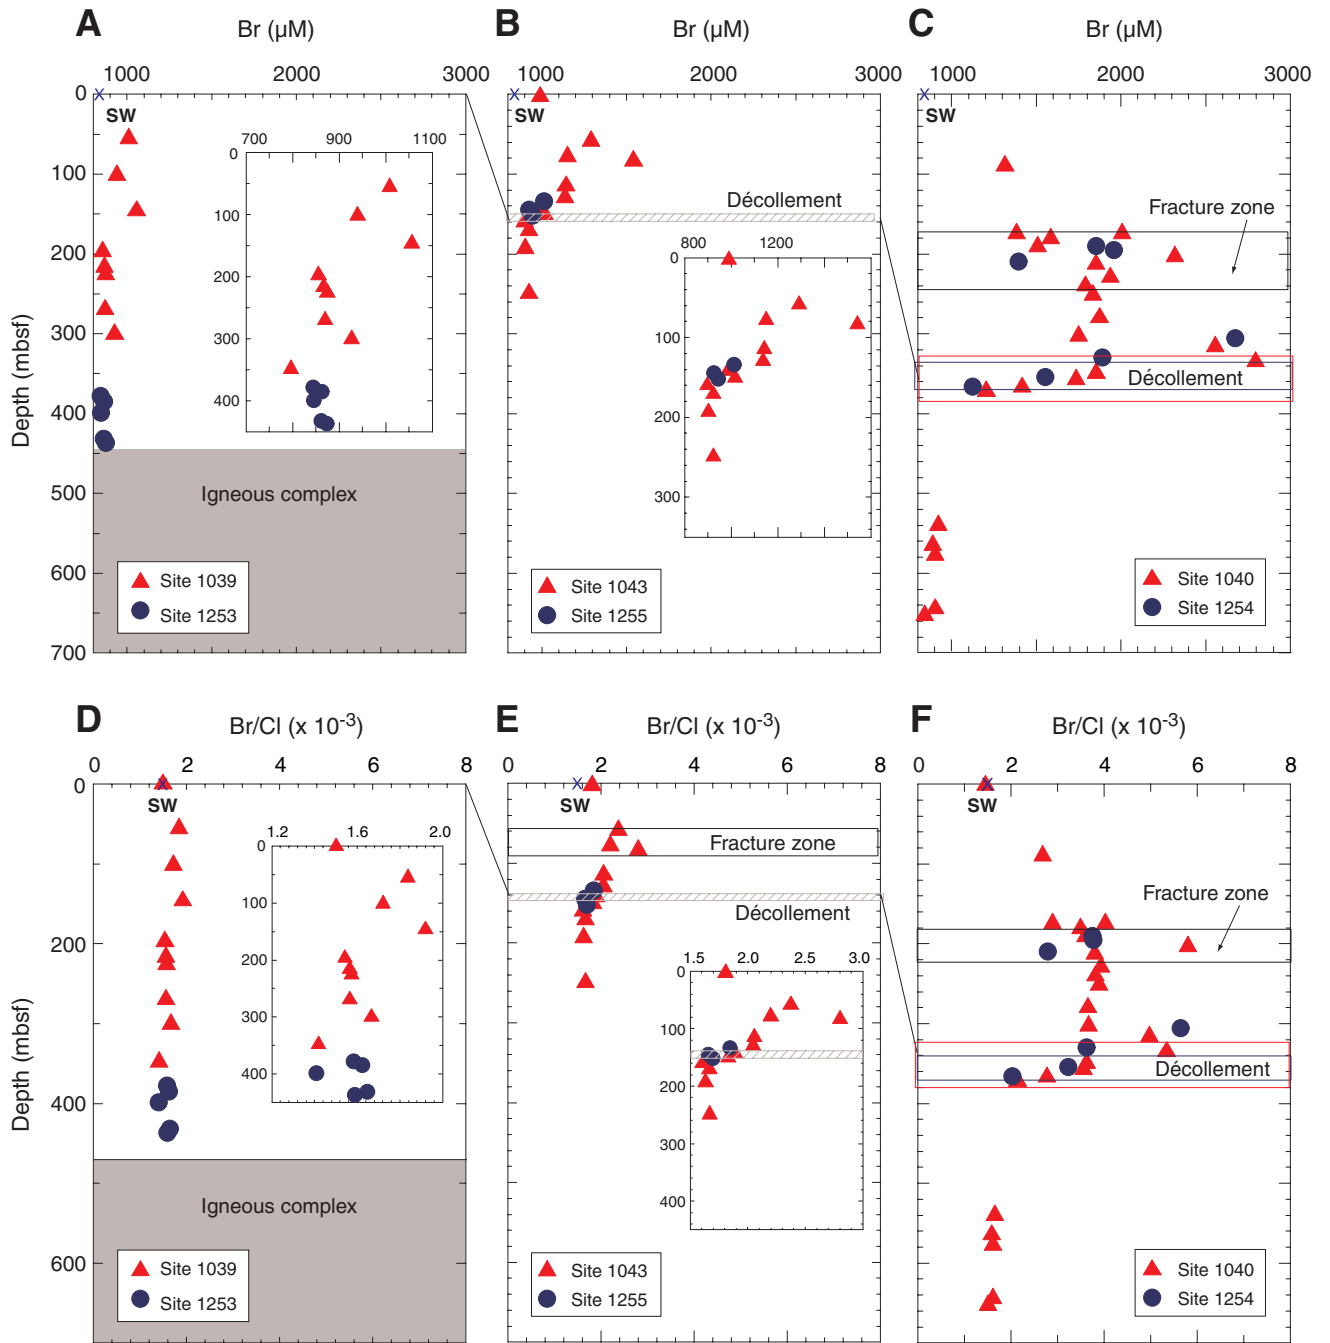 A
Br (µM)
1000
2000
3000
0
SW
100
200
300
400
500
600
700
Depth (mbsf)
700
900
1100
0
100
200
300
400
Igneous complex
Site 1039
Site 1253
B
Br (µM)
1000
2000
3000
SW
Décollement
800
1200
0
100
200
300
Site 1043
Site 1255
C
Br (µM)
1000
2000
3000
SW
Fracture zone
Décollement
Site 1040
Site 1254
D
Br/Cl (x 10-3)
0
2
4
6
8
0
SW
200
400
600
Depth (mbsf)
1.2
1.6
2.0
0
100
200
300
400
Igneous complex
Site 1039
Site 1253
E
Br/Cl (x 10-3)
0
2
4
6
8
SW
Fracture zone
Décollement
1.5
2.0
2.5
3.0
0
100
200
300
400
Site 1043
Site 1255
F
Br/Cl (x 10-3)
0
2
4
6
8
SW
Fracture zone
Décollement
Site 1040
Site 1254